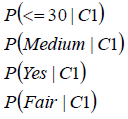 P(<= 30 | C1)
P(Medium | C1)
P(Yes | C1)
P(Fair | C1)